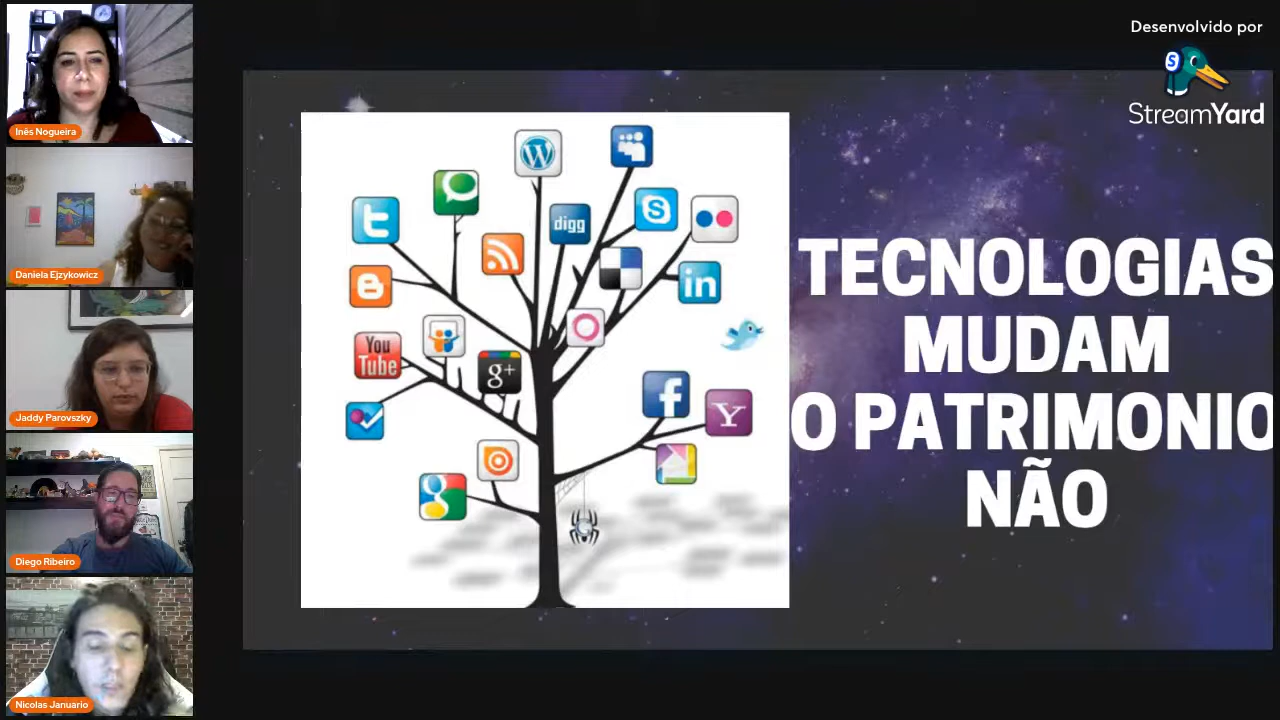 Desenvolvido por
StreamYard
Inês Nogueira
Daniela Ejzykowicz
Jaddy Parovszky
Diego Ribeiro
Nicolas Januario
digg
in
You
Tube
g+
TECNOLOGIAS
MUDAM
O PATRIMONIO
NÃO